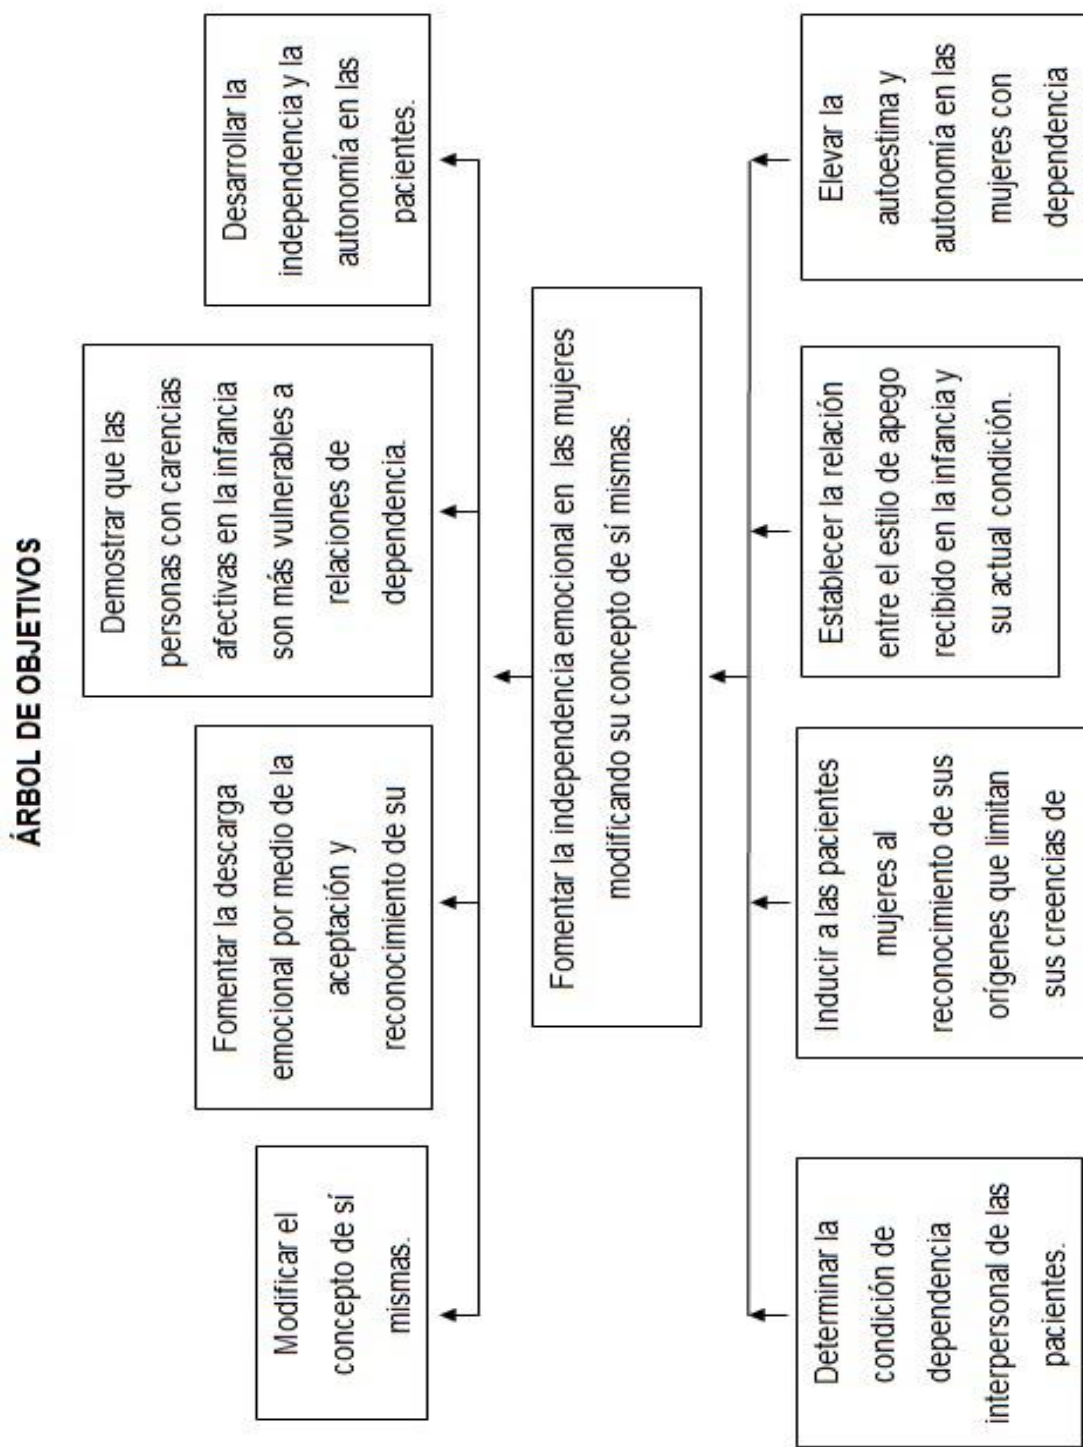 ÁRBOL DE OBJETIVOS
Modificar el
concepto de sí
mismas.
Fomentar la descarga
emocional por medio de la
aceptación y
reconocimiento de su
Demostrar que las
personas con carencias
afectivas en la infancia
son más vulnerables a
relaciones de
dependencia.
Desarrollar la
independencia y la
autonomía en las
pacientes.
Fomentar la independencia emocional en las mujeres
modificando su concepto de sí mismas.
Determinar la
condición de
dependencia
interpersonal de las
pacientes.
Inducir a las pacientes
mujeres al
reconocimiento de sus
orígenes que limitan
sus creencias de
Establecer la relación
entre el estilo de apego
recibido en la infancia y
su actual condición.
Elevar la
autoestima y
autonomía en las
mujeres con
dependencia